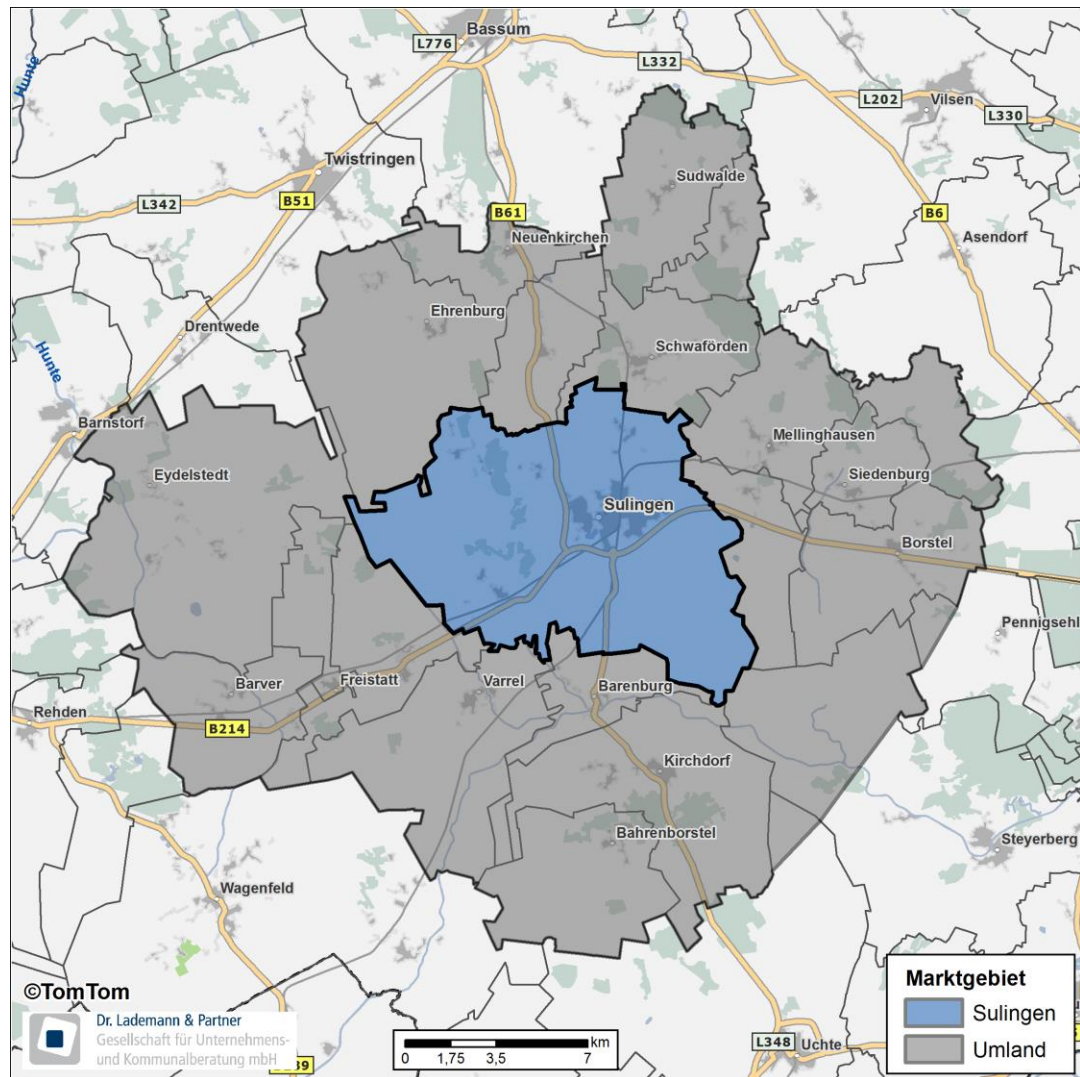 Bassum
L776
L332
Hunte
L202
Vilsen
L330
Twistringen
Sudwalde
L342
B51
B61
B6
Neuenkirchen
Asendorf
Ehrenburg
Drentwede
Schwaförden
Hunte
Barnstorf
Mellinghausen
Eydelstedt
Siedenburg
Sulingen
Borstel
Pennigsehl
Barver
Freistatt
Varrel
Barenburg
Rehden
B214
Kirchdorf
Bahrenborstel
Steyerberg
Wagenfeld
©TomTom
Marktgebiet
Sulingen
Umland
Dr. Lademann & Partner
Gesellschaft für Unternehmens-
und Kommunalberatung mbH
km
0 1,75 3,5 7
L348
Uchte